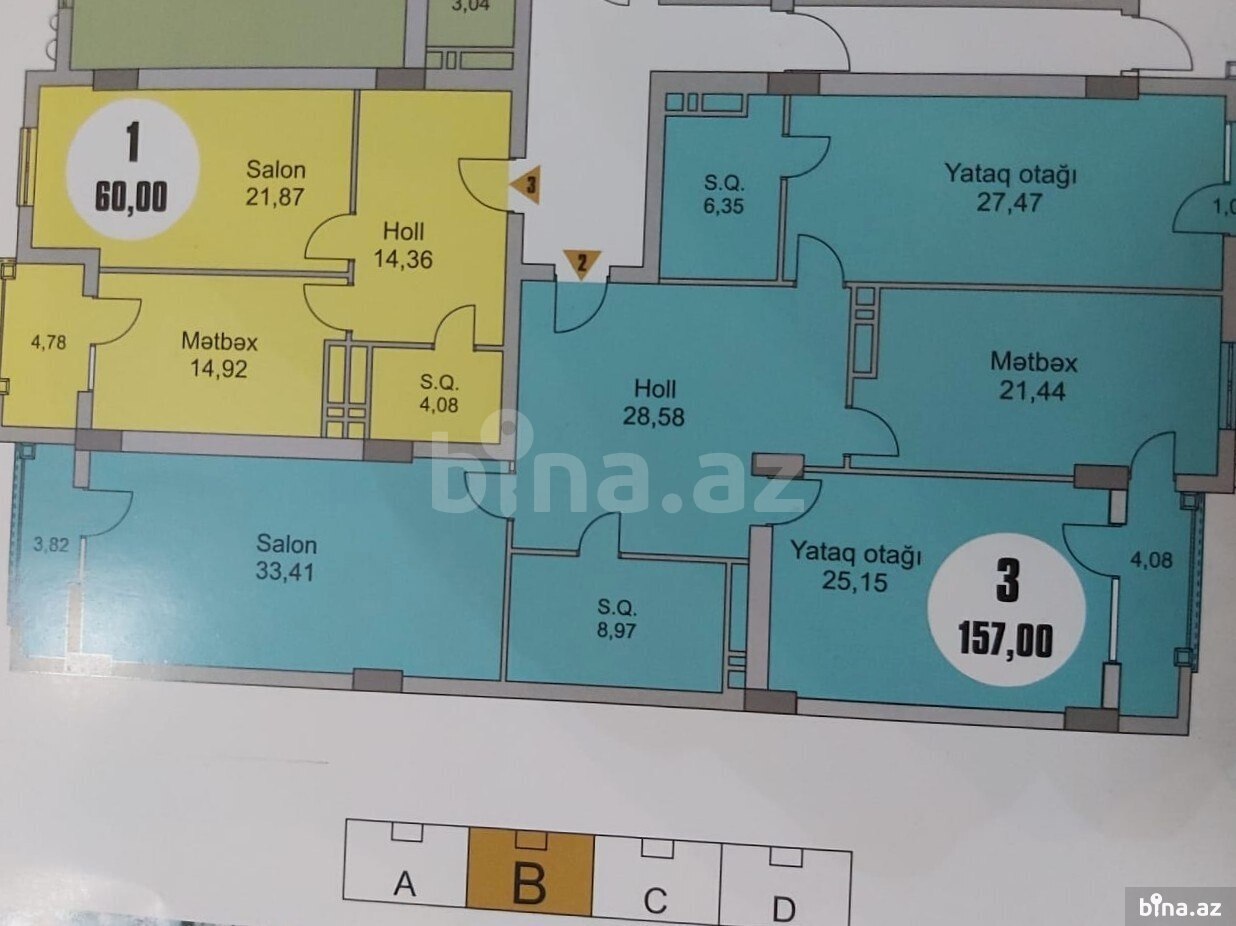 3,04
1
60,00
Salon
21,87
Holl
14,36
3
2
S.Q.
6,35
Yataq otağı
27,47
4,78
Mətbəx
14,92
S.Q.
4,08
Holl
28,58
Mətbəx
21,44
bina.az
3,82
Salon
33,41
S.Q.
8,97
Yataq otağı
25,15
3
157,00
4,08
A
B
C
D
bina.az